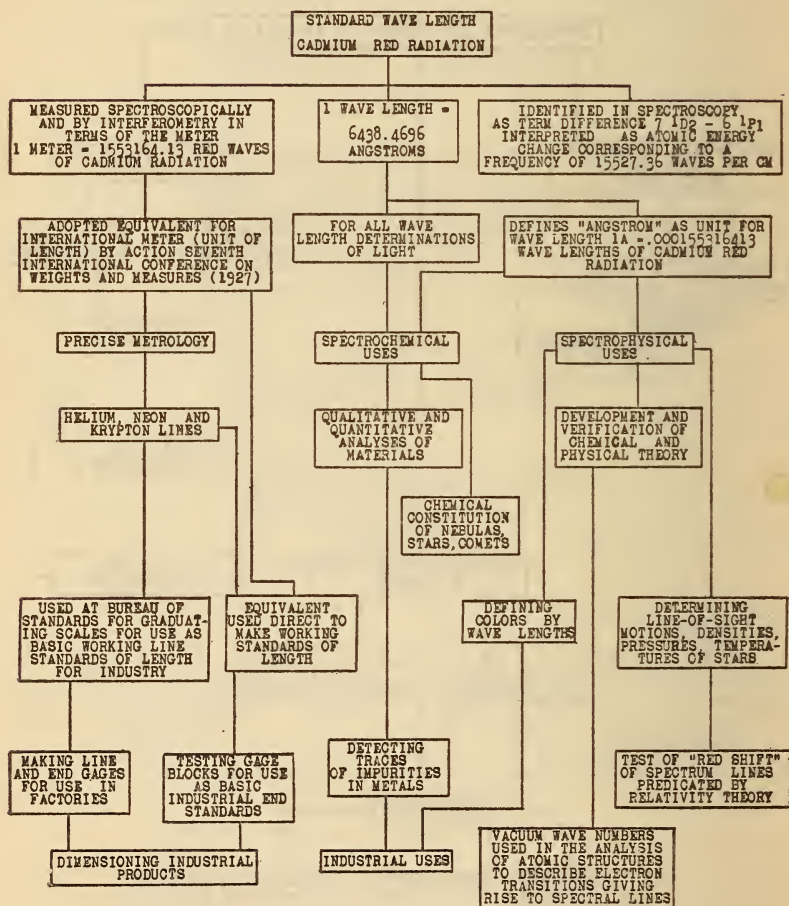 STANDARD WAVE LENGTH
CADMIUM RED RADIATION
MEASURED SPECTROSCOPICALLY
AND BY INTERFEROMETRY IN
TERMS OF THE METER
1 METER = 1553164.13 RED WAVES
OF CADMIUM RADIATION
1 WAVE LENGTH =
6438.4696
ANGSTROMS
IDENTIFIED IN SPECTROSCOPY
AS TERM DIFFERENCE 7 1D2 - 6 1P1
INTERPRETED AS ATOMIC ENERGY
CHANGE CORRESPONDING TO A
FREQUENCY OF 15527.36 WAVES PER CM
ADOPTED EQUIVALENT FOR
INTERNATIONAL METER (UNIT OF
LENGTH) BY ACTION SEVENTH
INTERNATIONAL CONFERENCE ON
WEIGHTS AND MEASURES (1927)
FOR ALL WAVE
LENGTH DETERMINATIONS
OF LIGHT
DEFINES "ANGSTROM" AS UNIT FOR
WAVE LENGTH 1A = .000155316413
WAVE LENGTHS OF CADMIUM RED
RADIATION
PRECISE METROLOGY
SPECTROCHEMICAL
USES
SPECTROPHYSICAL
USES
HELIUM, NEON AND
KRYPTON LINES
QUALITATIVE AND
QUANTITATIVE
ANALYSES OF
MATERIALS
DEVELOPMENT AND
VERIFICATION OF
CHEMICAL AND
PHYSICAL THEORY
CHEMICAL
CONSTITUTION
OF NEBULAS,
STARS, COMETS
USED AT BUREAU OF
STANDARDS FOR GRADUAT-
ING SCALES FOR USE AS
BASIC WORKING LINE
STANDARDS OF LENGTH
FOR INDUSTRY
EQUIVALENT
USED DIRECT TO
MAKE WORKING
STANDARDS OF
LENGTH
DEFINING
COLORS BY
WAVE LENGTHS
DETERMINING
LINE-OF-SIGHT
MOTIONS, DENSITIES,
PRESSURES, TEMPERA-
TURES OF STARS
MAKING LINE
AND END GAGES
FOR USE IN
FACTORIES
TESTING GAGE
BLOCKS FOR USE
AS BASIC
INDUSTRIAL END
STANDARDS
DETECTING
TRACES
OF IMPURITIES
IN METALS
TEST OF "RED SHIFT"
OF SPECTRUM LINES
PREDICATED BY
RELATIVITY THEORY
DIMENSIONING INDUSTRIAL
PRODUCTS
INDUSTRIAL USES
VACUUM WAVE NUMBERS
USED IN THE ANALYSIS
OF ATOMIC STRUCTURES
TO DESCRIBE ELECTRON
TRANSITIONS GIVING
RISE TO SPECTRAL LINES